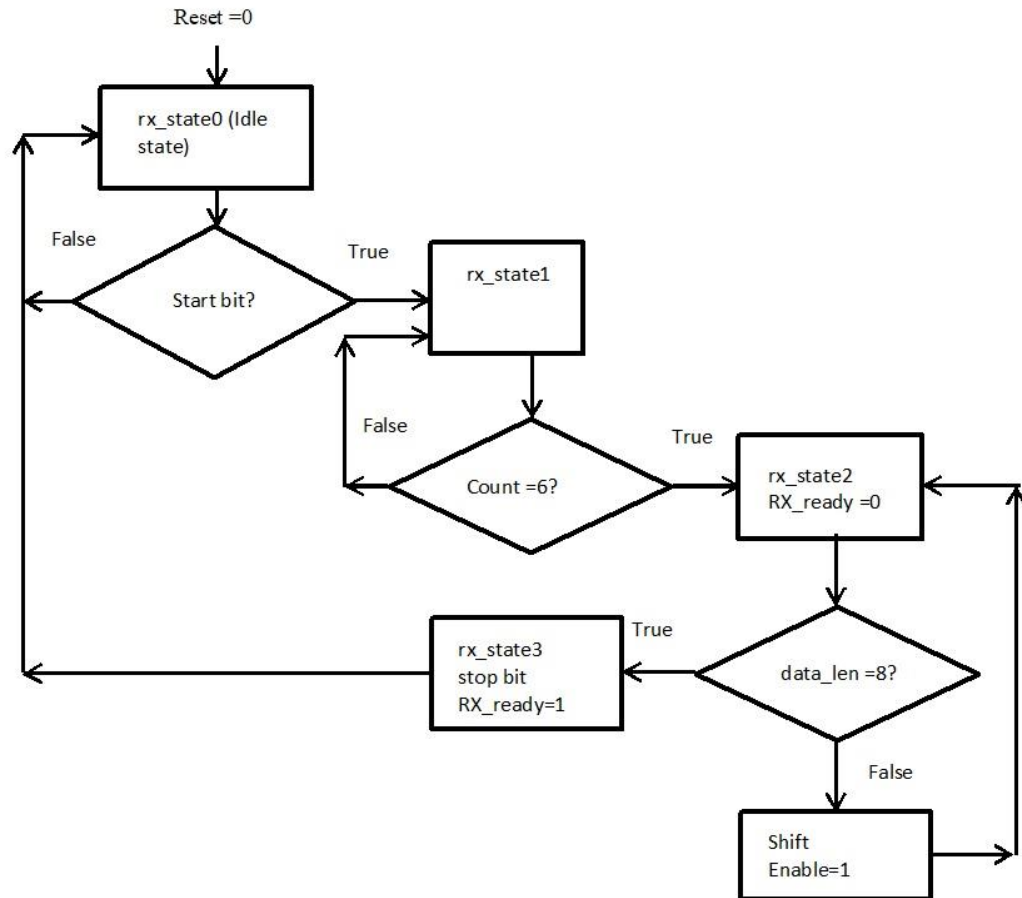 Reset =0
rx_state0 (Idle
state)
False
True
Start bit?
rx_state1
False
True
Count =6?
rx_state2
RX_ready =0
True
rx_state3
stop bit
RX_ready=1
data_len =8?
False
Shift
Enable=1